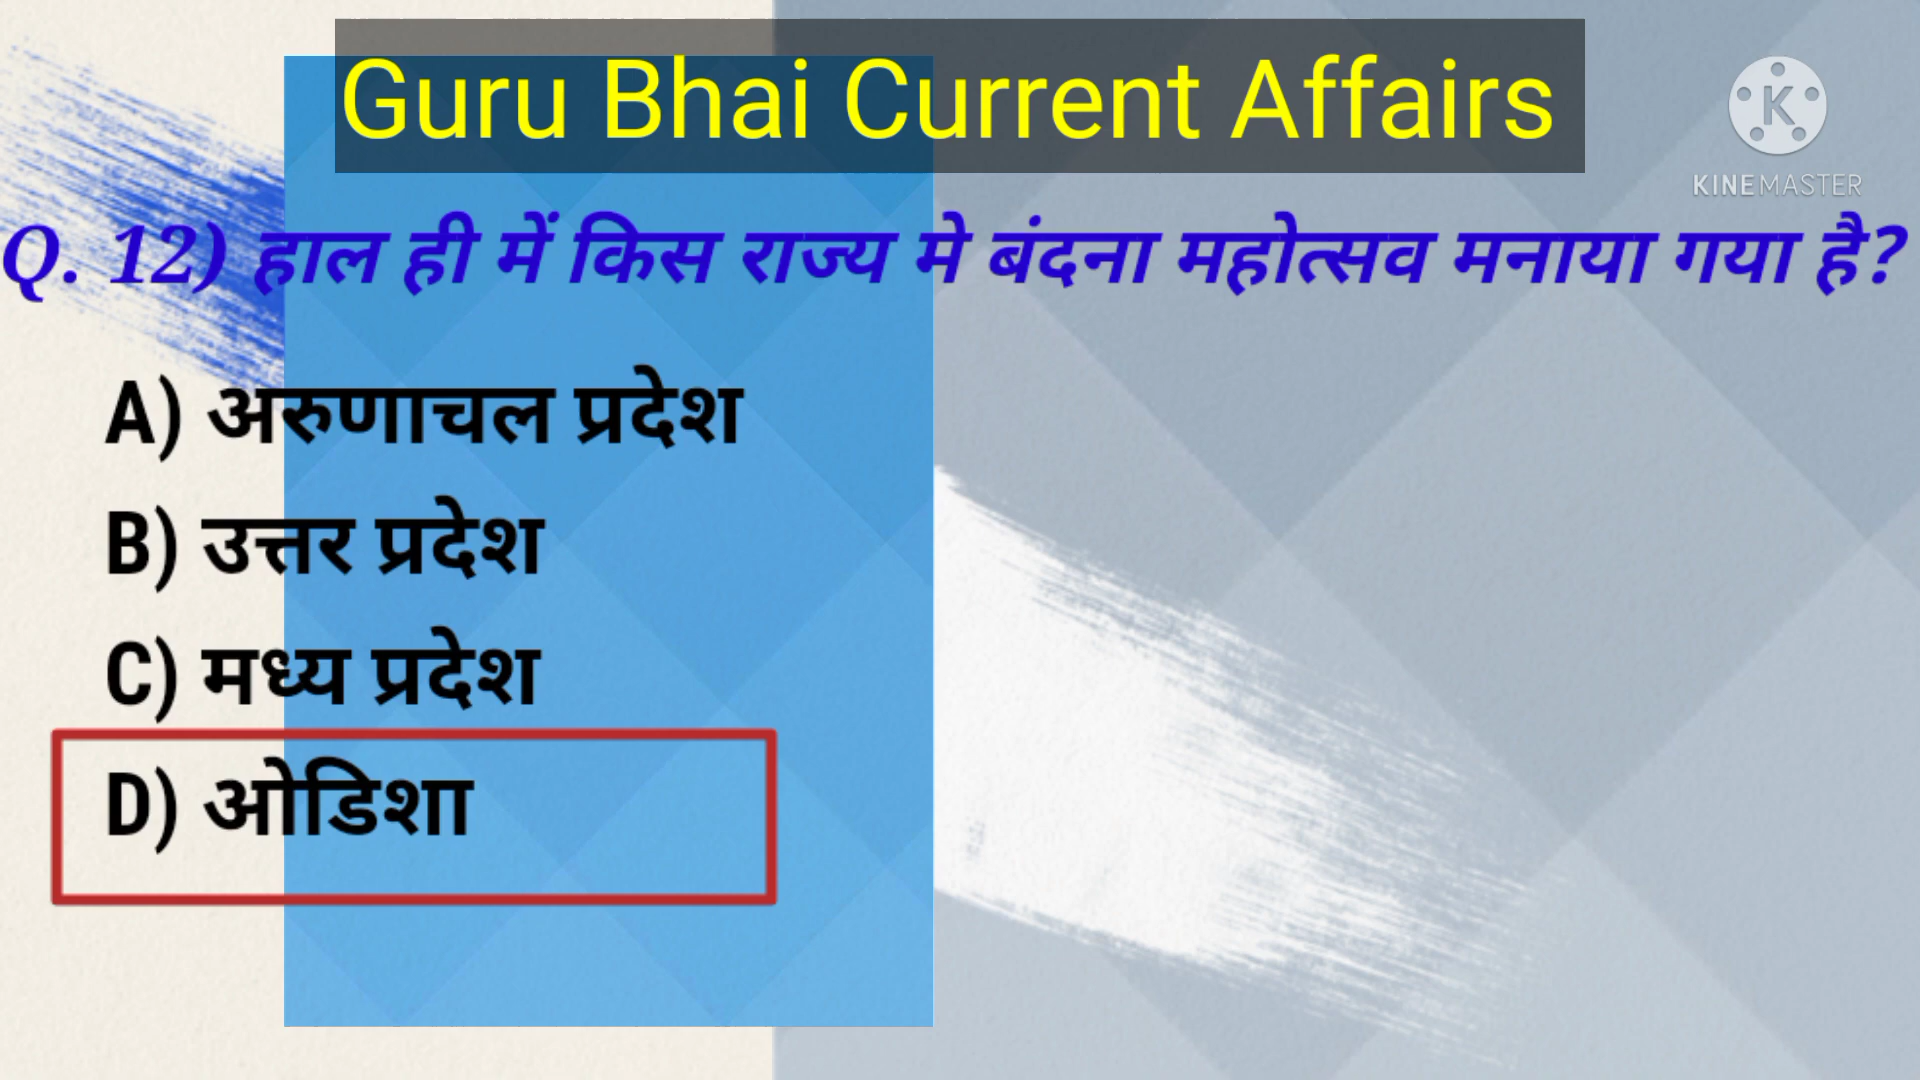 Guru Bhai Current Affairs
KINEMASTER
Q. 12) हाल ही में किस राज्य मे बंदना महोत्सव मनाया गया है?
A) अरुणाचल प्रदेश
B) उत्तर प्रदेश
C) मध्य प्रदेश
D) ओडिशा